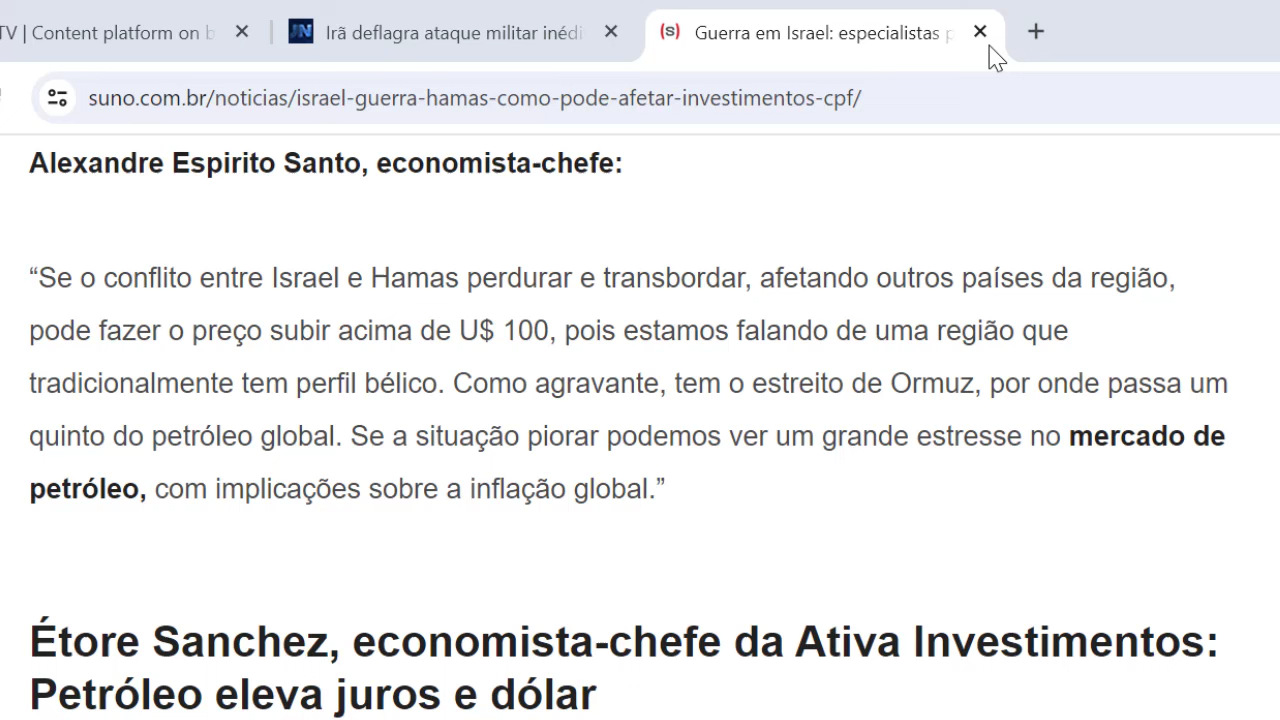 TV | Content platform on b
JN Irã deflagra ataque militar inédi
(s) Guerra em Israel: especialistas p
suno.com.br/noticias/israel-guerra-hamas-como-pode-afetar-investimentos-cpf/
Alexandre Espirito Santo, economista-chefe:
“Se o conflito entre Israel e Hamas perdurar e transbordar, afetando outros países da região,
pode fazer o preço subir acima de U$ 100, pois estamos falando de uma região que
tradicionalmente tem perfil bélico. Como agravante, tem o estreito de Ormuz, por onde passa um
quinto do petróleo global. Se a situação piorar podemos ver um grande estresse no mercado de
petróleo, com implicações sobre a inflação global.”
Étore Sanchez, economista-chefe da Ativa Investimentos:
Petróleo eleva juros e dólar